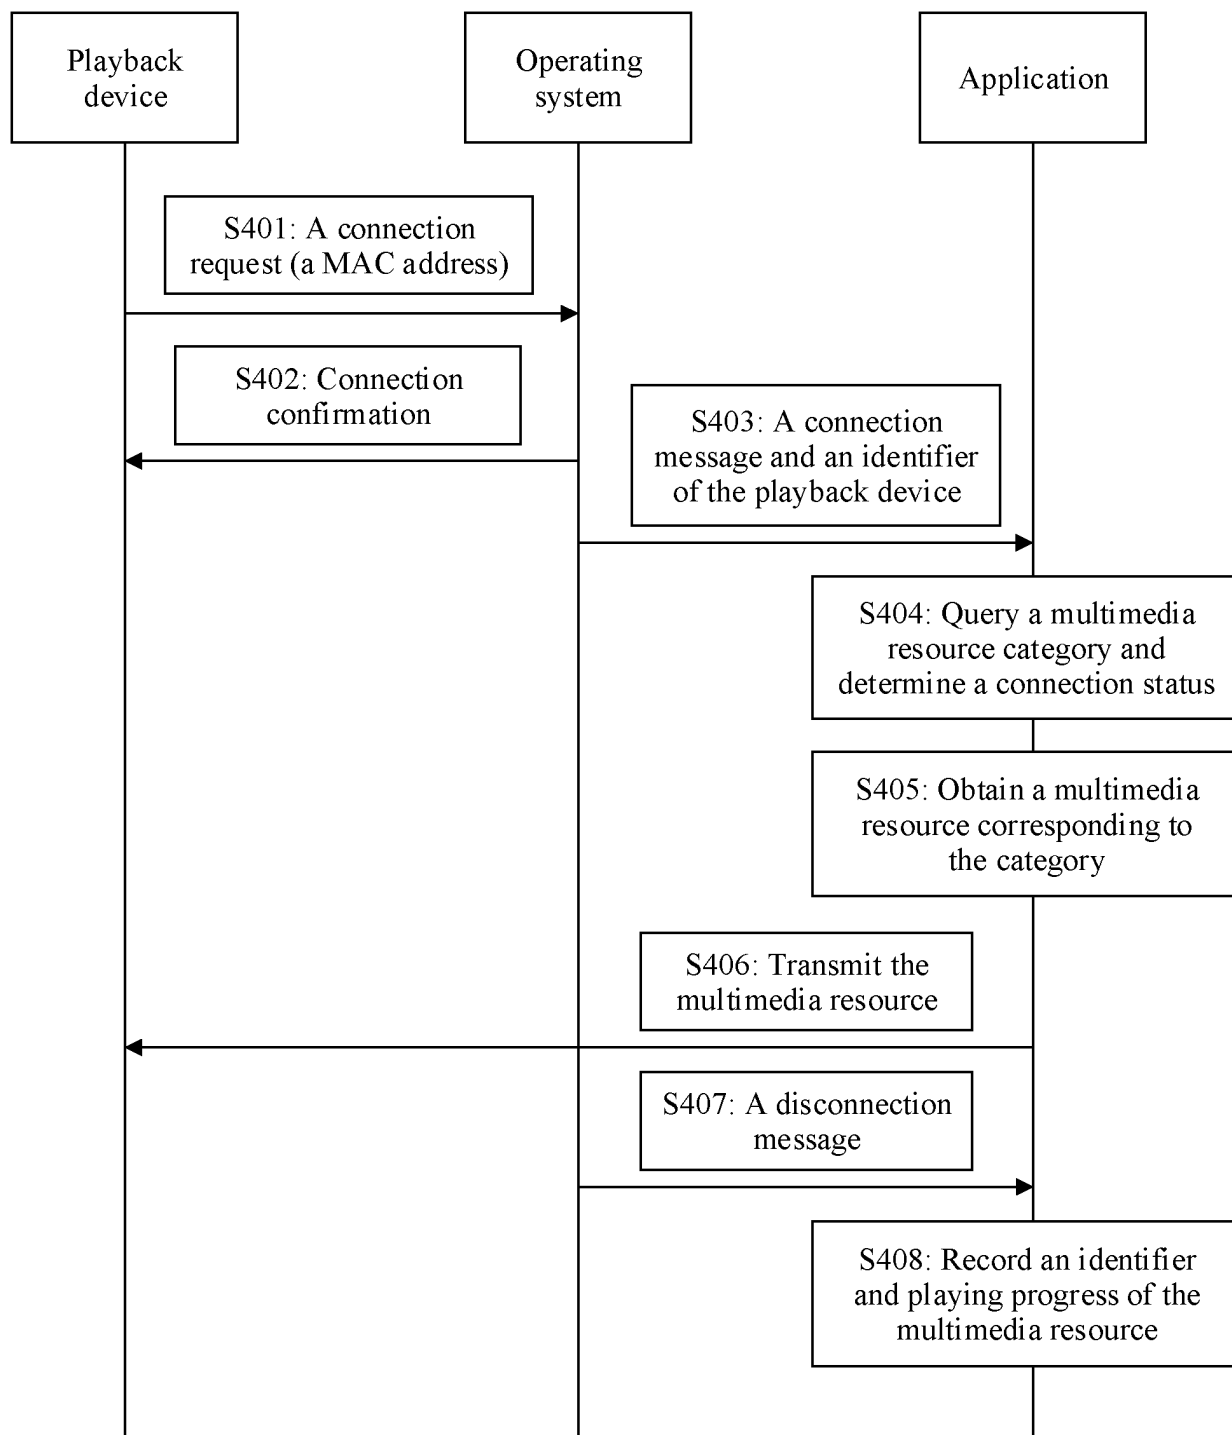 Playback
device
Operating
system
Application
S401: A connection
request (a MAC address)
S402: Connection
confirmation
S403: A connection
message and an identifier
of the playback device
S404: Query a multimedia
resource category and
determine a connection status
S405: Obtain a multimedia
resource corresponding to
the category
S406: Transmit the
multimedia resource
S407: A disconnection
message
S408: Record an identifier
and playing progress of the
multimedia resource